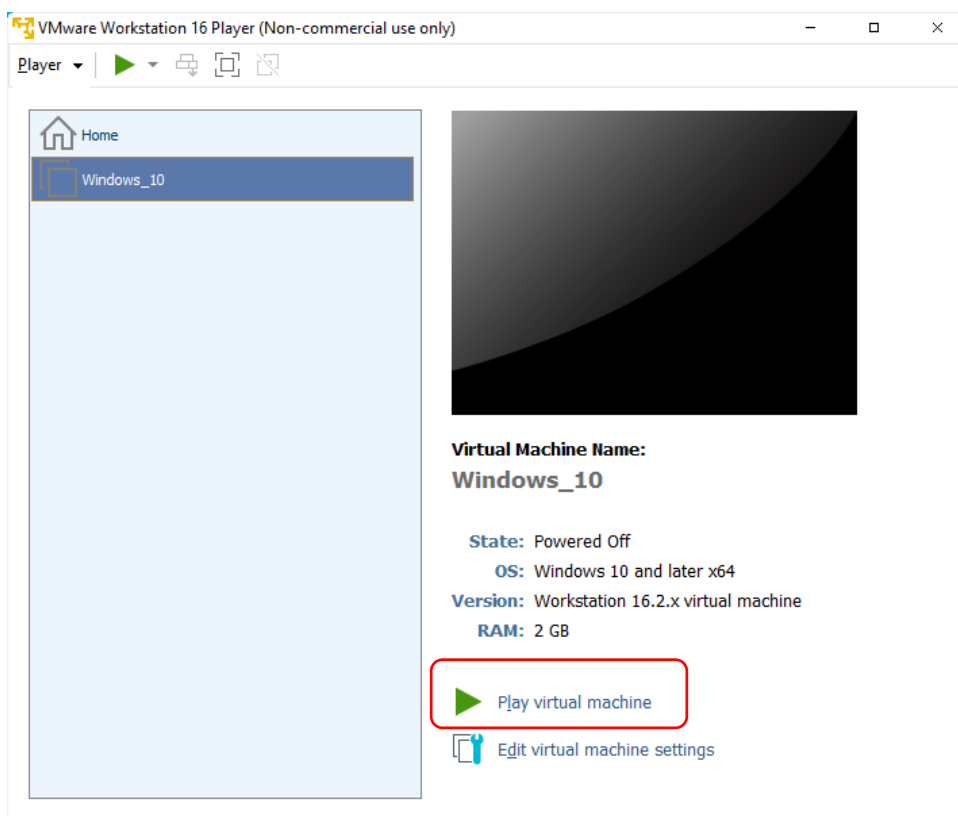 VMware Workstation 16 Player (Non-commercial use only)
Player
Home
Windows_10
Virtual Machine Name:
Windows_10
State: Powered Off
OS: Windows 10 and later x64
Version: Workstation 16.2.x virtual machine
RAM: 2 GB
Play virtual machine
Edit virtual machine settings